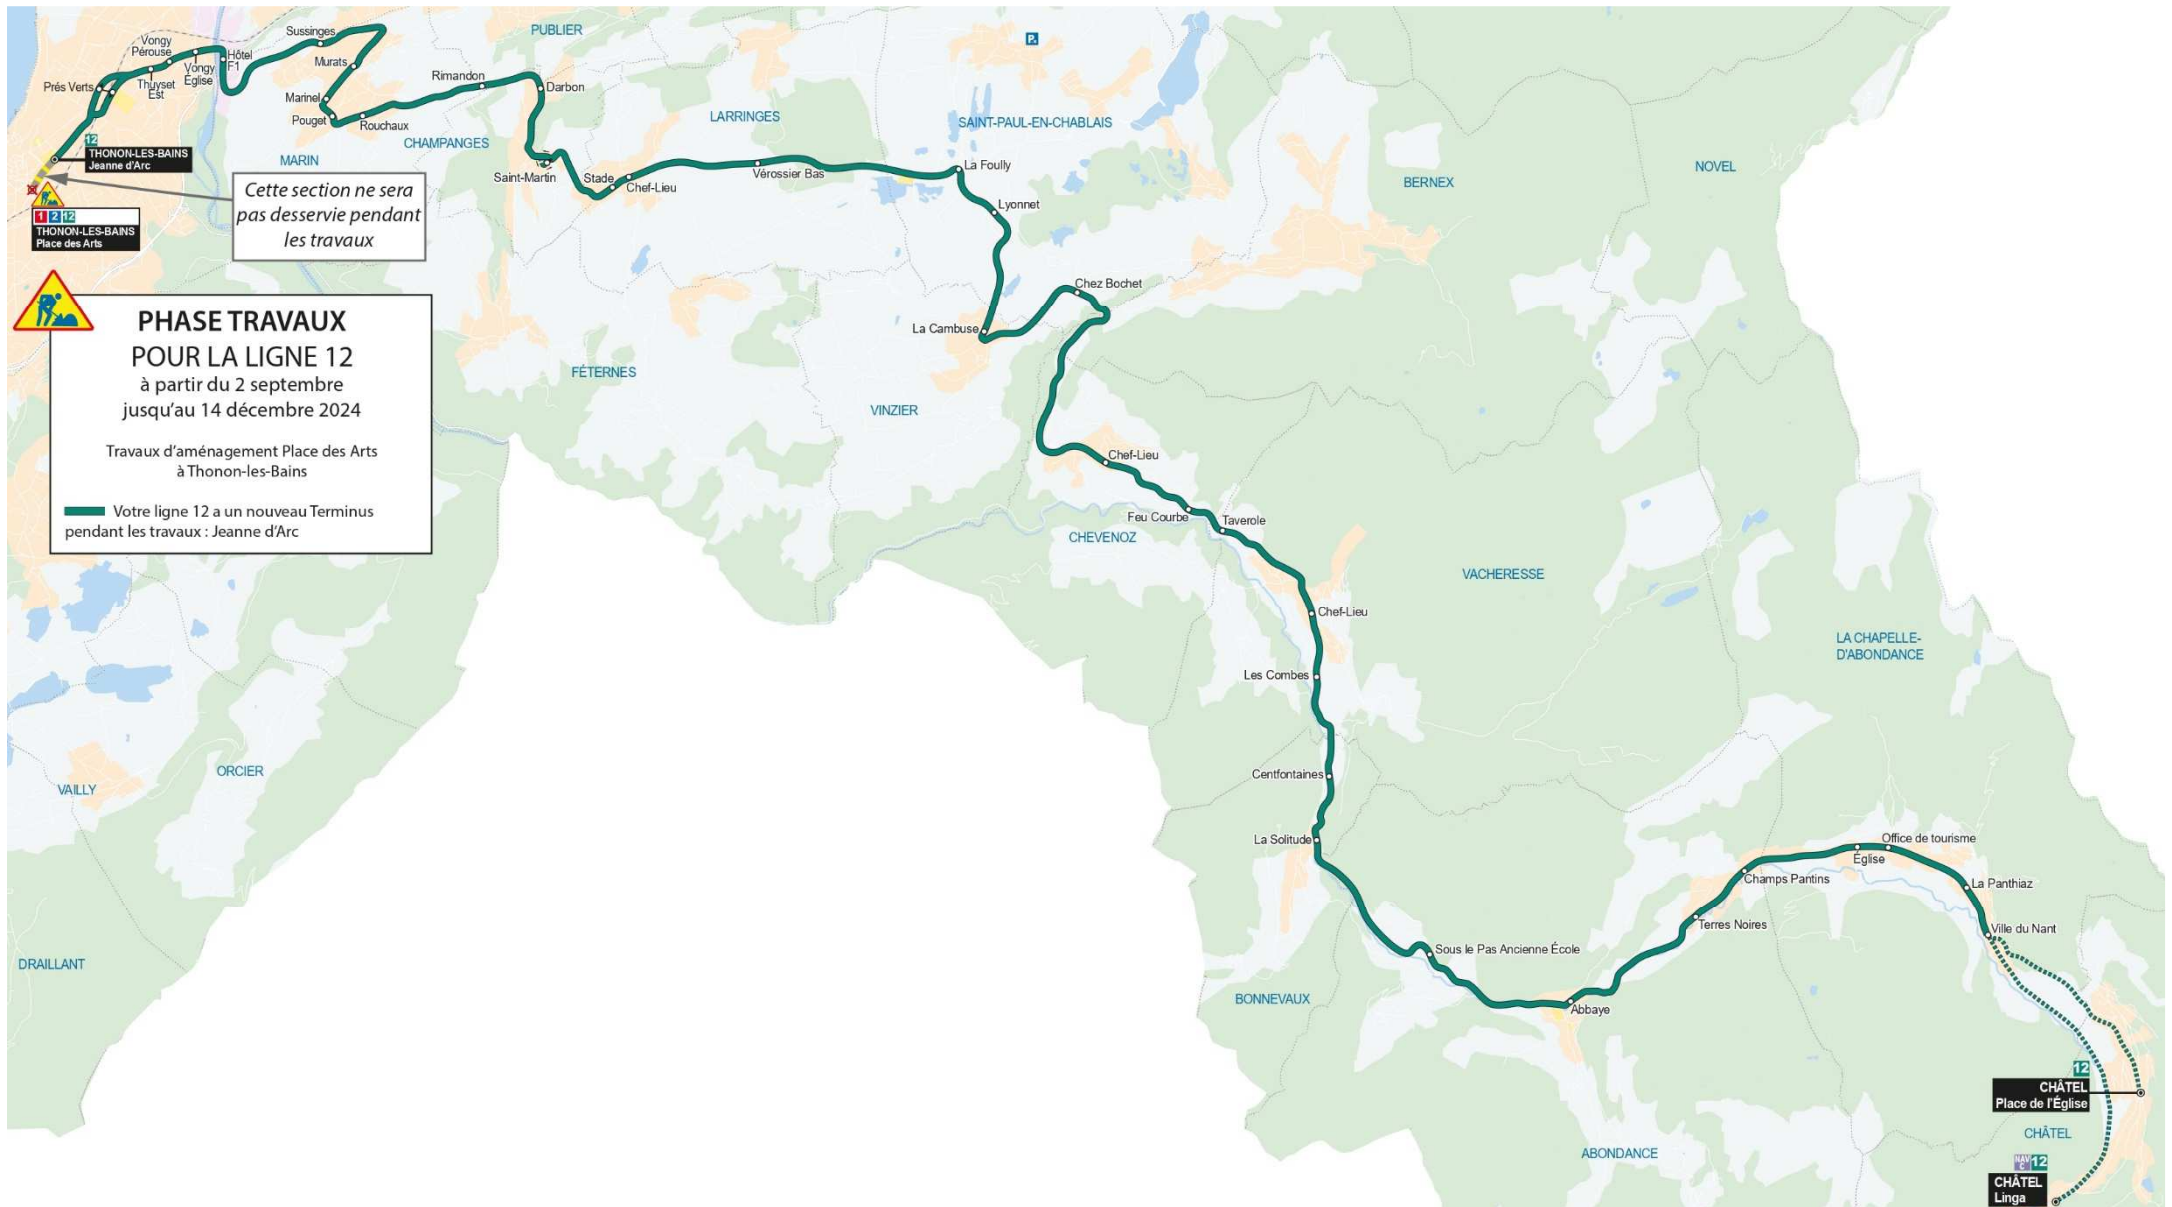 PUBLIER
Sussinges
Vongy
Pérouse
Hôtel
F1
Vongy
Église
Murats
Prés Verts
Thuyset
Est
Rimandon
Darbon
Marinel
Pouget
Rouchaux
LARRINGES
SAINT-PAUL-EN-CHABLAIS
CHAMPANGES
MARIN
12
THONON-LES-BAINS
Jeanne d'Arc
Saint-Martin
Stade
Chef-Lieu
Vérossier Bas
La Foully
BERNEX
NOVEL
Lyonnet
Cette section ne sera
pas desservie pendant
les travaux
1 2 12
THONON-LES-BAINS
Place des Arts
Chez Bochet
La Cambuse
PHASE TRAVAUX
POUR LA LIGNE 12
à partir du 2 septembre
jusqu'au 14 décembre 2024
Travaux d'aménagement Place des Arts
à Thonon-les-Bains
Votre ligne 12 a un nouveau Terminus
pendant les travaux : Jeanne d'Arc
FÉTERNES
VINZIER
Chef-Lieu
Feu Courbe
Taverole
CHEVENOZ
VACHERESSE
Chef-Lieu
LA CHAPELLE-
D'ABONDANCE
Les Combes
ORCIER
VAILLY
Centfontaines
La Solitude
Office de tourisme
Église
Champs Pantins
La Panthiaz
Terres Noires
Ville du Nant
Sous le Pas Ancienne École
DRAILLANT
BONNEVAUX
Abbaye
12
CHÂTEL
Place de l'Église
CHÂTEL
ABONDANCE
NAV
C 12
CHÂTEL
Linga
P